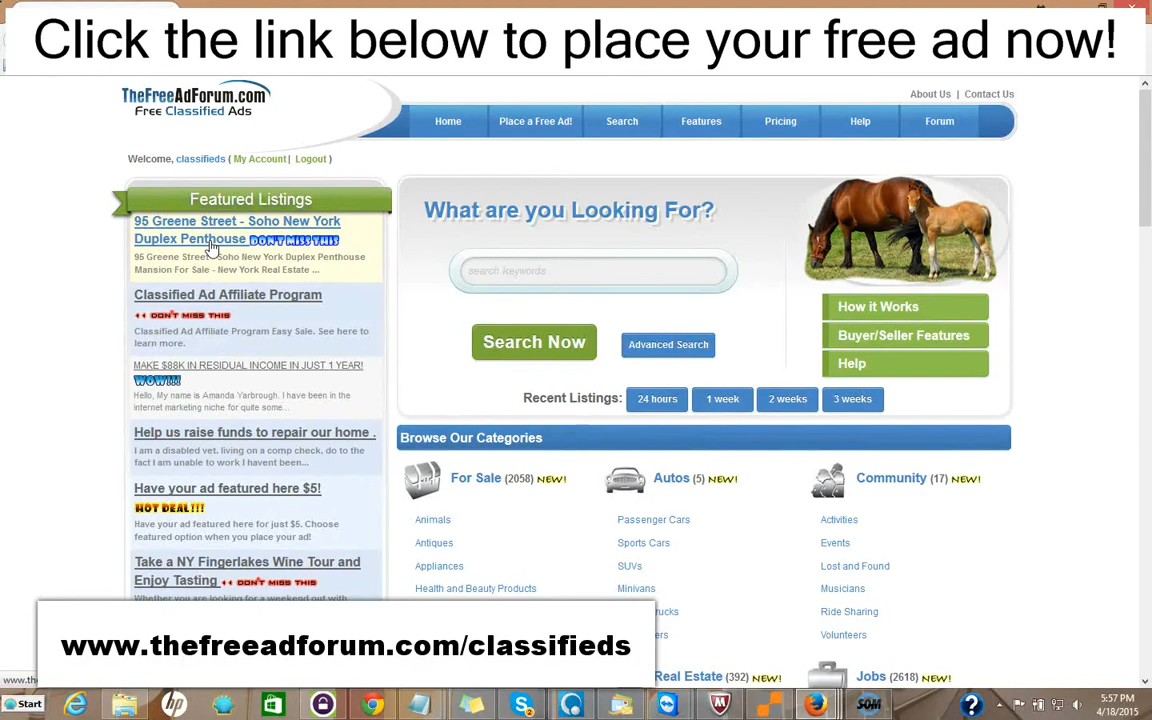 Click the link below to place your free ad now!
TheFreeAdForum.com
Free Classified Ads
About Us | Contact Us
Home Place a Free Ad! Search Features Pricing Help Forum
Welcome, classifieds ( My Account | Logout )
Featured Listings
95 Greene Street - Soho New York
Duplex Penthouse DON'T MISS THIS
95 Greene Street - Soho New York Duplex Penthouse
Mansion For Sale - New York Real Estate ...
Classified Ad Affiliate Program
DON'T MISS THIS
Classified Ad Affiliate Program Easy Sale. See here to
learn more.
MAKE $88K IN RESIDUAL INCOME IN JUST 1 YEAR!
WOW!!!
Hello, My name is Amanda Yarbrough. I have been in the
internet marketing niche for quite some...
Help us raise funds to repair our home .
I am a disabled vet. living on a comp check, do to the
fact I am unable to work I havent been...
Have your ad featured here $5!
HOT DEAL!!!
Have your ad featured here for just $5. Choose
featured option when you place your ad!
Take a NY Fingerlakes Wine Tour and
Enjoy Tasting DON'T MISS THIS
Whether you are looking for a weekend out with
What are you Looking For?
search keywords
Search Now Advanced Search
How it Works
Buyer/Seller Features
Help
Recent Listings: 24 hours 1 week 2 weeks 3 weeks
Browse Our Categories
For Sale (2058) NEW! Autos (5) NEW! Community (17) NEW!
Animals Passenger Cars Activities
Antiques Sports Cars Events
Appliances SUVs Lost and Found
Health and Beauty Products Minivans Musicians
Ride Sharing
Volunteers
Real Estate (392) NEW! Jobs (2618) NEW!
www.thefreeadforum.com/classifieds
Start
5:57 PM
4/18/2015